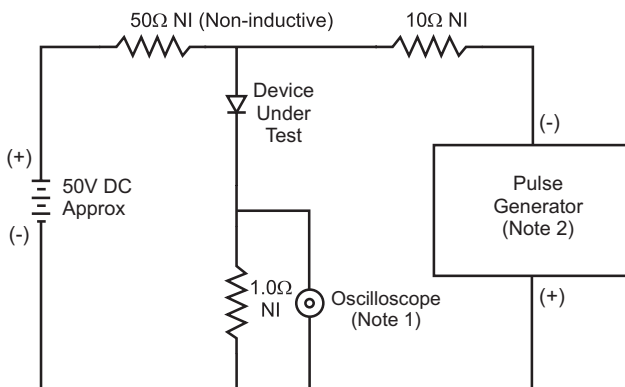 50Ω NI (Non-inductive)
10Ω NI
Device
Under
Test
(-)
(+)
50V DC
Approx
(-)
Pulse
Generator
(Note 2)
1.0Ω
NI
Oscilloscope
(Note 1)
(+)